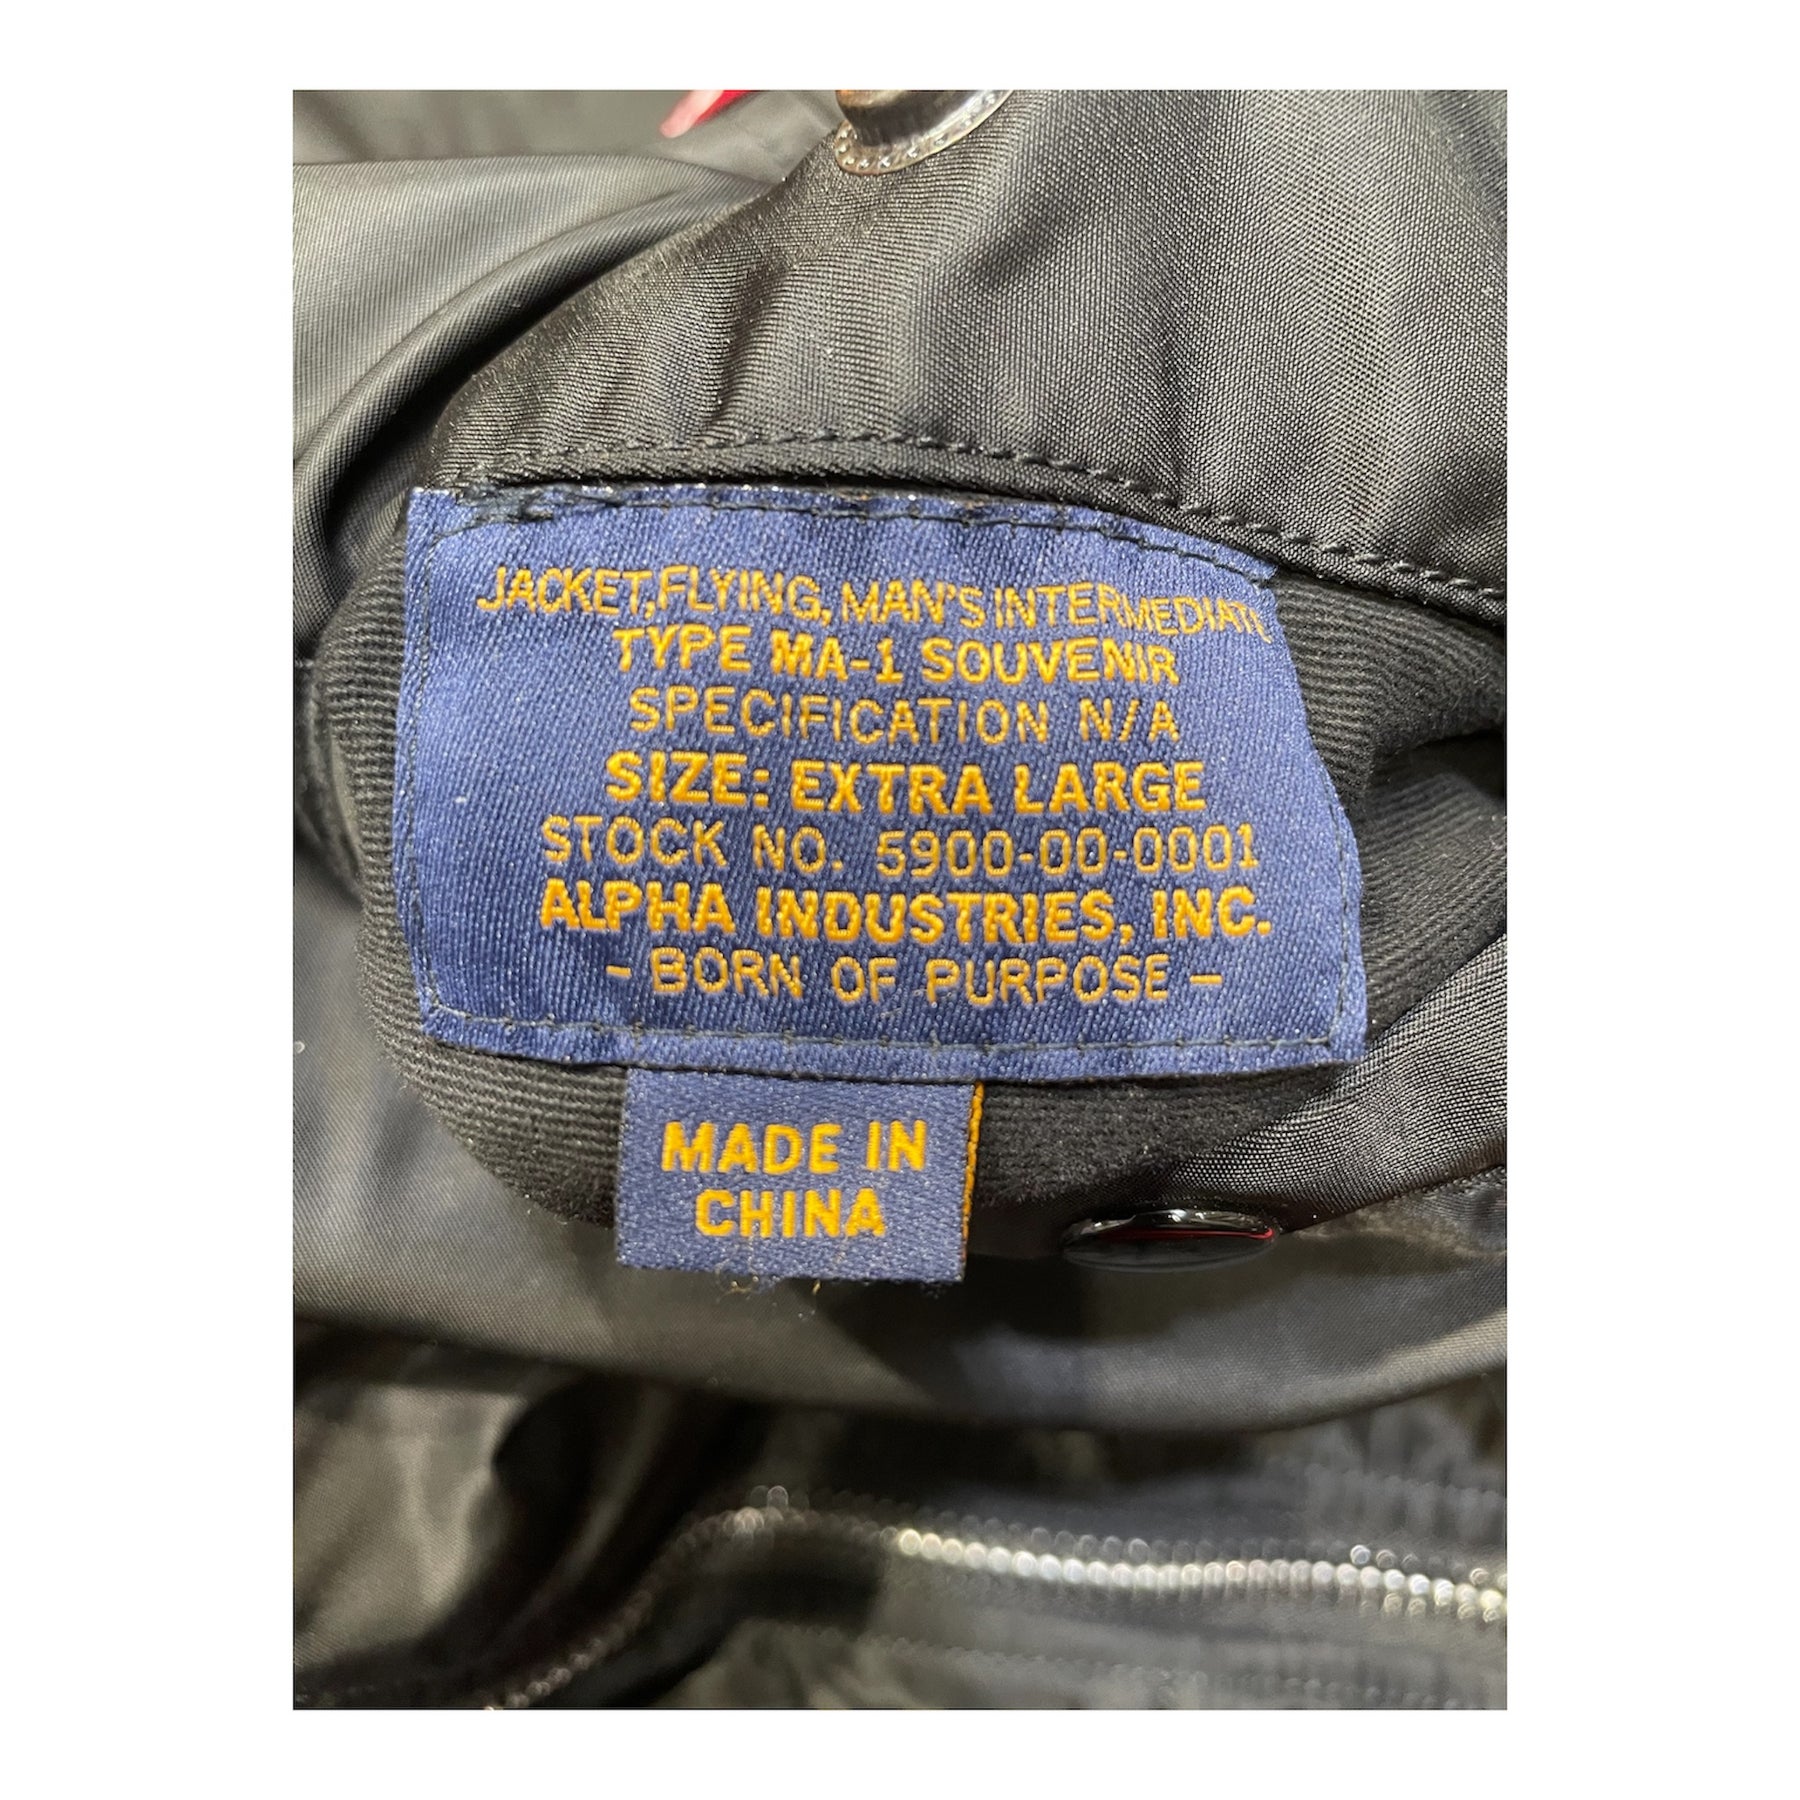 JACKET, FLYING, MAN'S INTERMEDIATE
TYPE MA-1 SOUVENIR
SPECIFICATION N/A
SIZE: EXTRA LARGE
STOCK NO. 5900-00-0001
ALPHA INDUSTRIES, INC.
- BORN OF PURPOSE -
MADE IN
CHINA